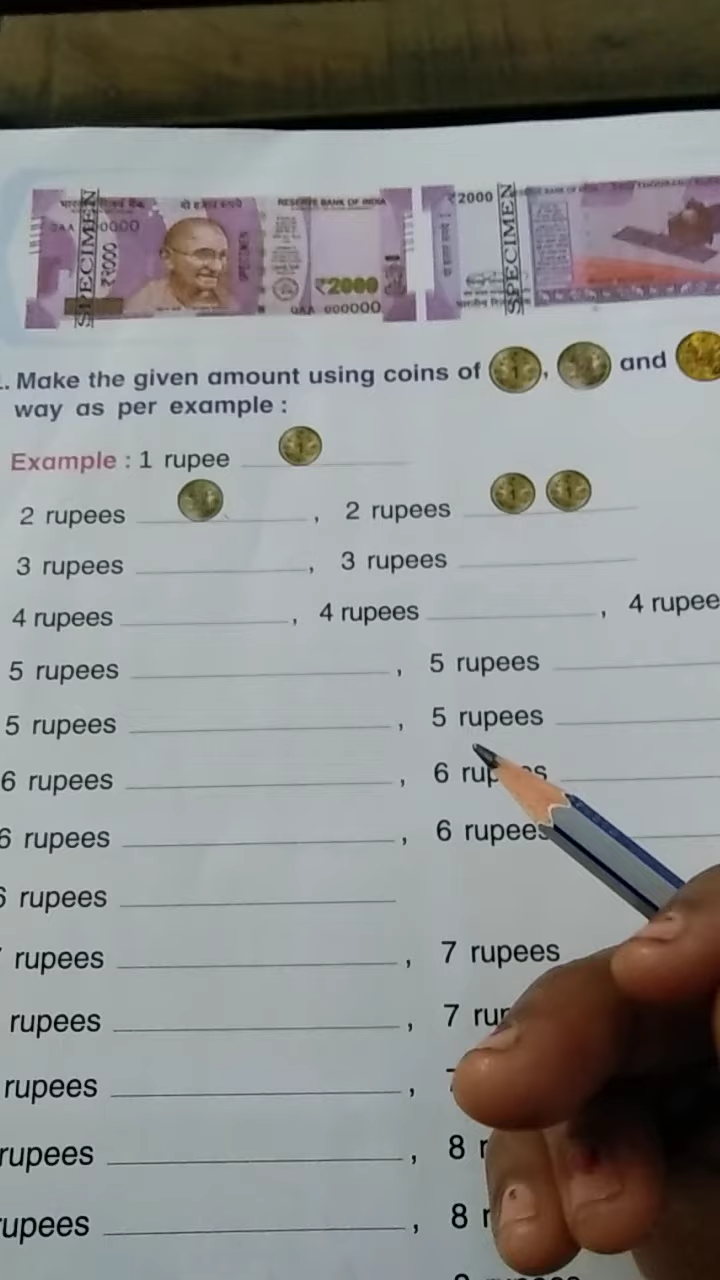 SPECIMEN
RESERVE BANK OF INDIA
₹2000
000000
₹2000
SPECIMEN
. Make the given amount using coins of , and
way as per example :
Example : 1 rupee
2 rupees , 2 rupees
3 rupees , 3 rupees
4 rupees , 4 rupees , 4 rupee
5 rupees , 5 rupees
5 rupees , 5 rupees
6 rupees , 6
6 rupees , 6 rupees
6 rupees
rupees , 7 rupees
rupees , 7
rupees ,
rupees , 8
rupees , 8